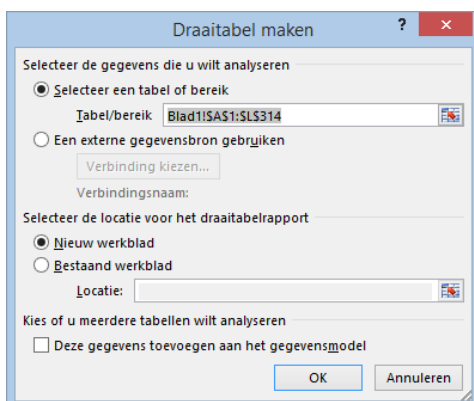 Draaitabel maken ? ×
Selecteer de gegevens die u wilt analyseren
Selecteer een tabel of bereik
Tabel/bereik Blad1!$A$1:$L$314
Een externe gegevensbron gebruiken
Verbinding kiezen...
Verbindingsnaam:
Selecteer de locatie voor het draaitabelrapport
Nieuw werkblad
Bestaand werkblad
Locatie:
Kies of u meerdere tabellen wilt analyseren
Deze gegevens toevoegen aan het gegevensmodel
OK Annuleren